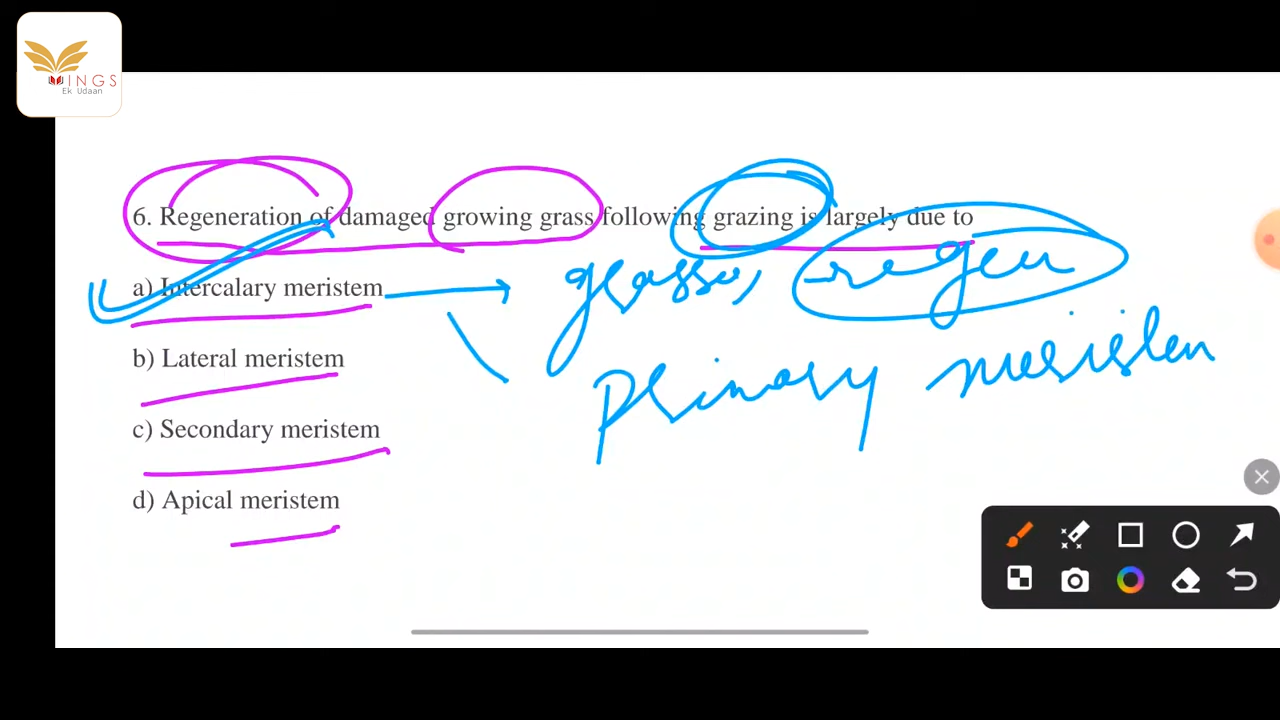 WINGS
Ek Udaan
6. Regeneration of damaged growing grass following grazing is largely due to
a) Intercalary meristem
grasses, regen
b) Lateral meristem
Primary meristem
c) Secondary meristem
d) Apical meristem